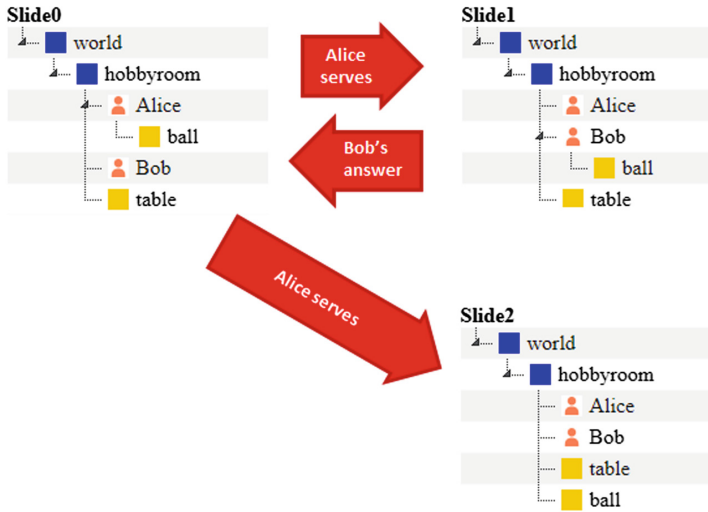 Slide0
world
hobbyroom
Alice
ball
Bob
table
Alice
serves
Bob's
answer
Slide1
world
hobbyroom
Alice
Bob
ball
table
Alice serves
Slide2
world
hobbyroom
Alice
Bob
table
ball